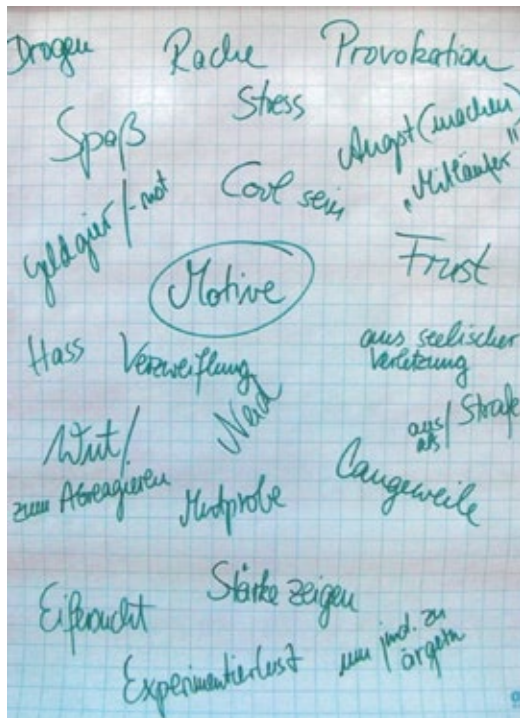 Drogen Rache Provokation
Stress
Spaß
Angst (machen)
"Mitläufer"
Cool sein
Geldgier/-not
Frust
Motive
aus seelischer
Verletzung
Hass Verzweiflung
Neid
aus/als Strafe
Wut/
zum Abreagieren
Langeweile
Mutprobe
Stärke zeigen
Eifersucht
um jmd. zu
ärgern
Experimentierlust